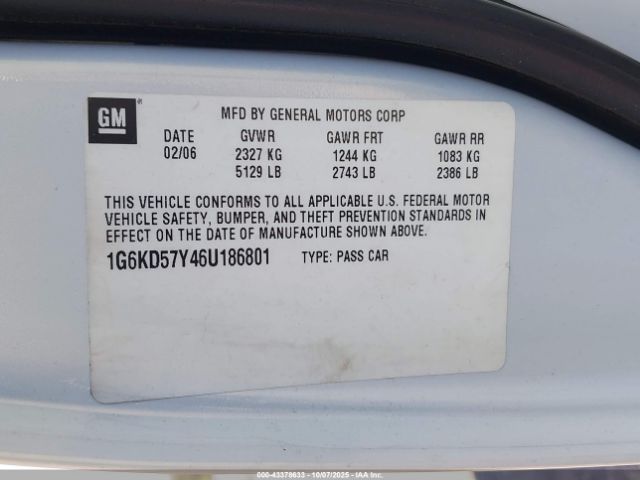 GM ®
MFD BY GENERAL MOTORS CORP
DATE GVWR GAWR FRT GAWR RR
02/06 2327 KG 1244 KG 1083 KG
5129 LB 2743 LB 2386 LB
THIS VEHICLE CONFORMS TO ALL APPLICABLE U.S. FEDERAL MOTOR
VEHICLE SAFETY, BUMPER, AND THEFT PREVENTION STANDARDS IN
EFFECT ON THE DATE OF MANUFACTURE SHOWN ABOVE.
1G6KD57Y46U186801 TYPE: PASS CAR
000-43378633 - 10/07/2025 - IAAI.COM